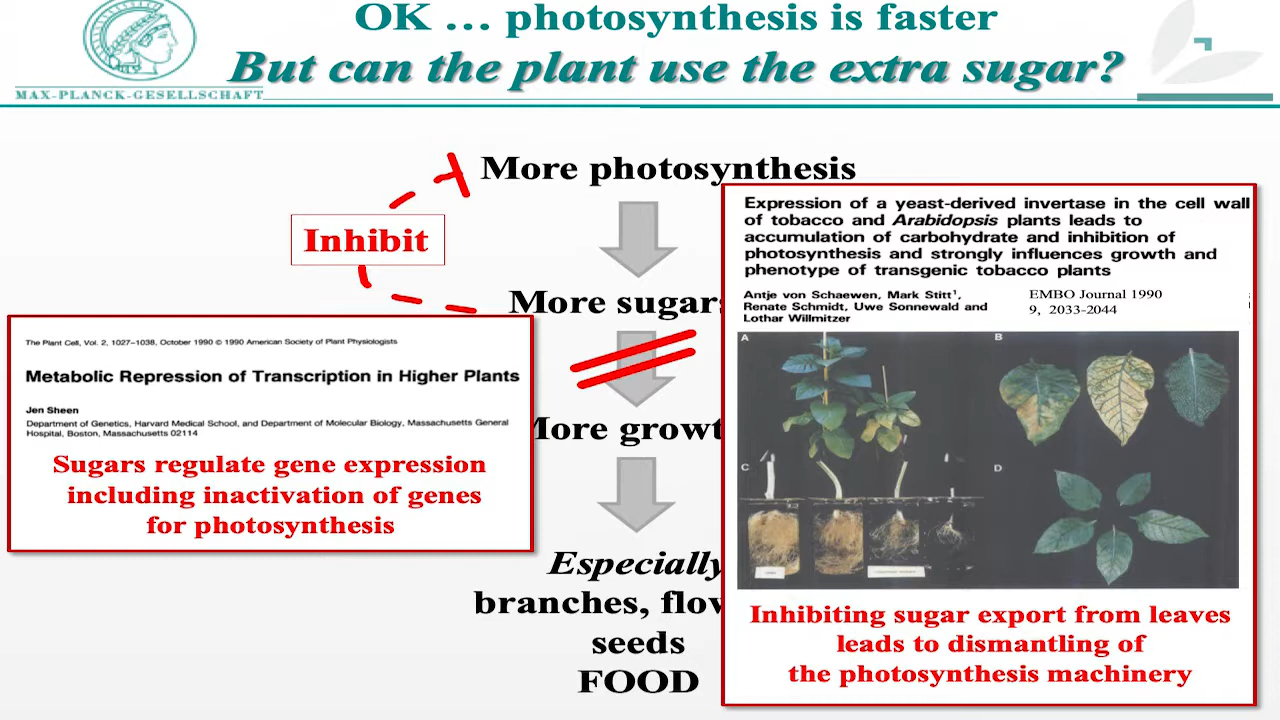 OK … photosynthesis is faster
But can the plant use the extra sugar?
MAX-PLANCK-GESELLSCHAFT
More photosynthesis
Inhibit
More sugars
More growt
Especially
branches, flow
seeds
FOOD
The Plant Cell, Vol. 2, 1027–1038, October 1990 © 1990 American Society of Plant Physiologists
Metabolic Repression of Transcription in Higher Plants
Jen Sheen
Department of Genetics, Harvard Medical School, and Department of Molecular Biology, Massachusetts General
Hospital, Boston, Massachusetts 02114
Sugars regulate gene expression
including inactivation of genes
for photosynthesis
Expression of a yeast-derived invertase in the cell wall
of tobacco and Arabidopsis plants leads to
accumulation of carbohydrate and inhibition of
photosynthesis and strongly influences growth and
phenotype of transgenic tobacco plants
Antje von Schaewen, Mark Stitt¹,
Renate Schmidt, Uwe Sonnewald and
Lothar Willmitzer
EMBO Journal 1990
9, 2033-2044
A
B
C
D
Inhibiting sugar export from leaves
leads to dismantling of
the photosynthesis machinery